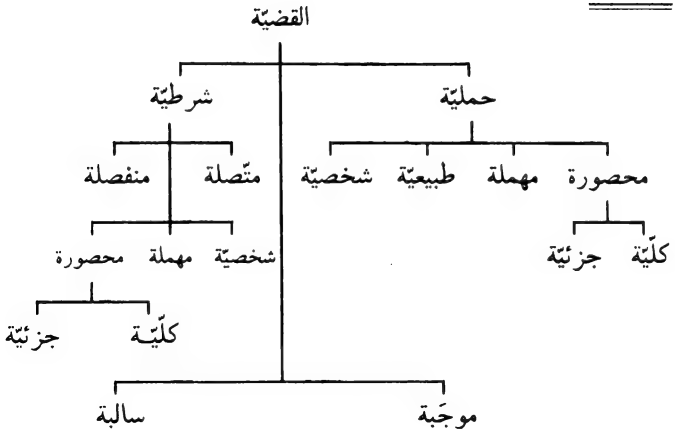 القضيّة
حمليّة شرطيّة
محصورة مهملة طبيعيّة شخصيّة متّصلة منفصلة
كلّيّة جزئيّة شخصيّة مهملة محصورة
كلّيّـة جزئيّة
موجَبة سالبة